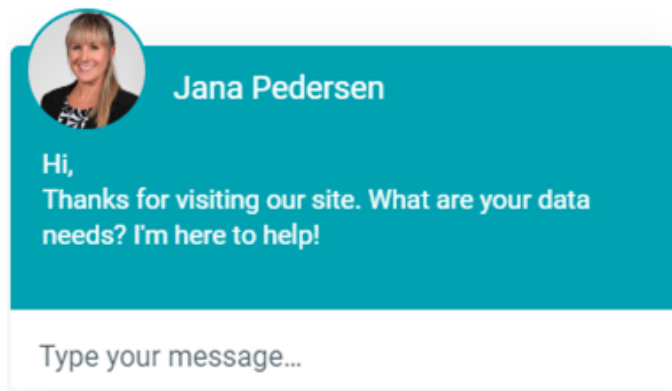 Jana Pedersen
Hi,
Thanks for visiting our site. What are your data
needs? I'm here to help!
Type your message...